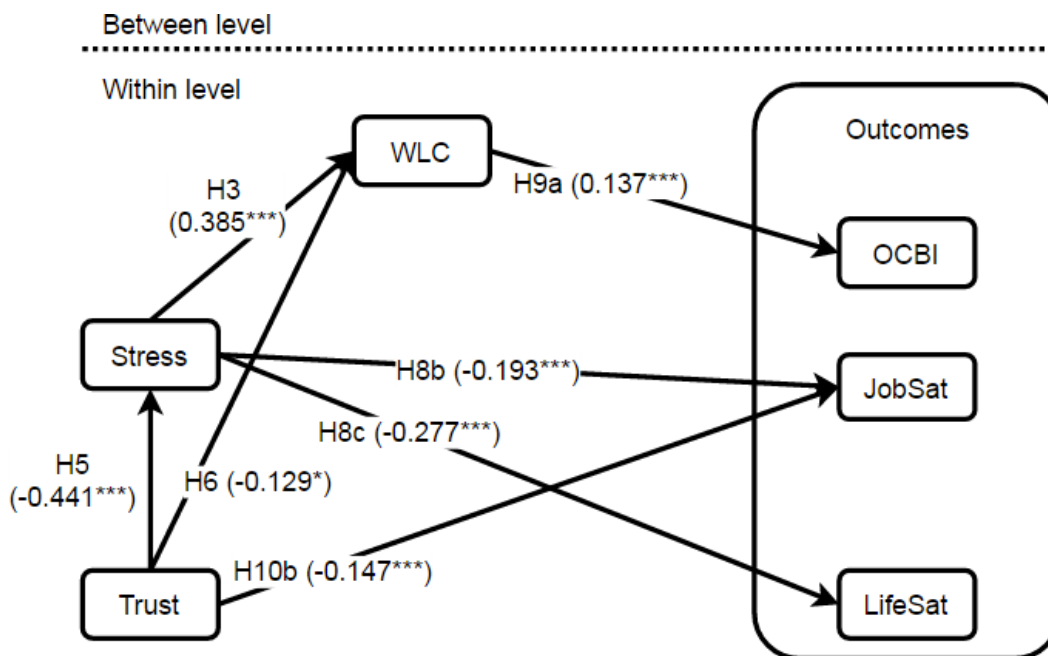 Between level
Within level
WLC
Outcomes
H3
(0.385***)
H9a (0.137***)
OCBI
Stress
H8b (-0.193***)
JobSat
H8c (-0.277***)
H5
(-0.441***)
H6 (-0.129*)
H10b (-0.147***)
Trust
LifeSat